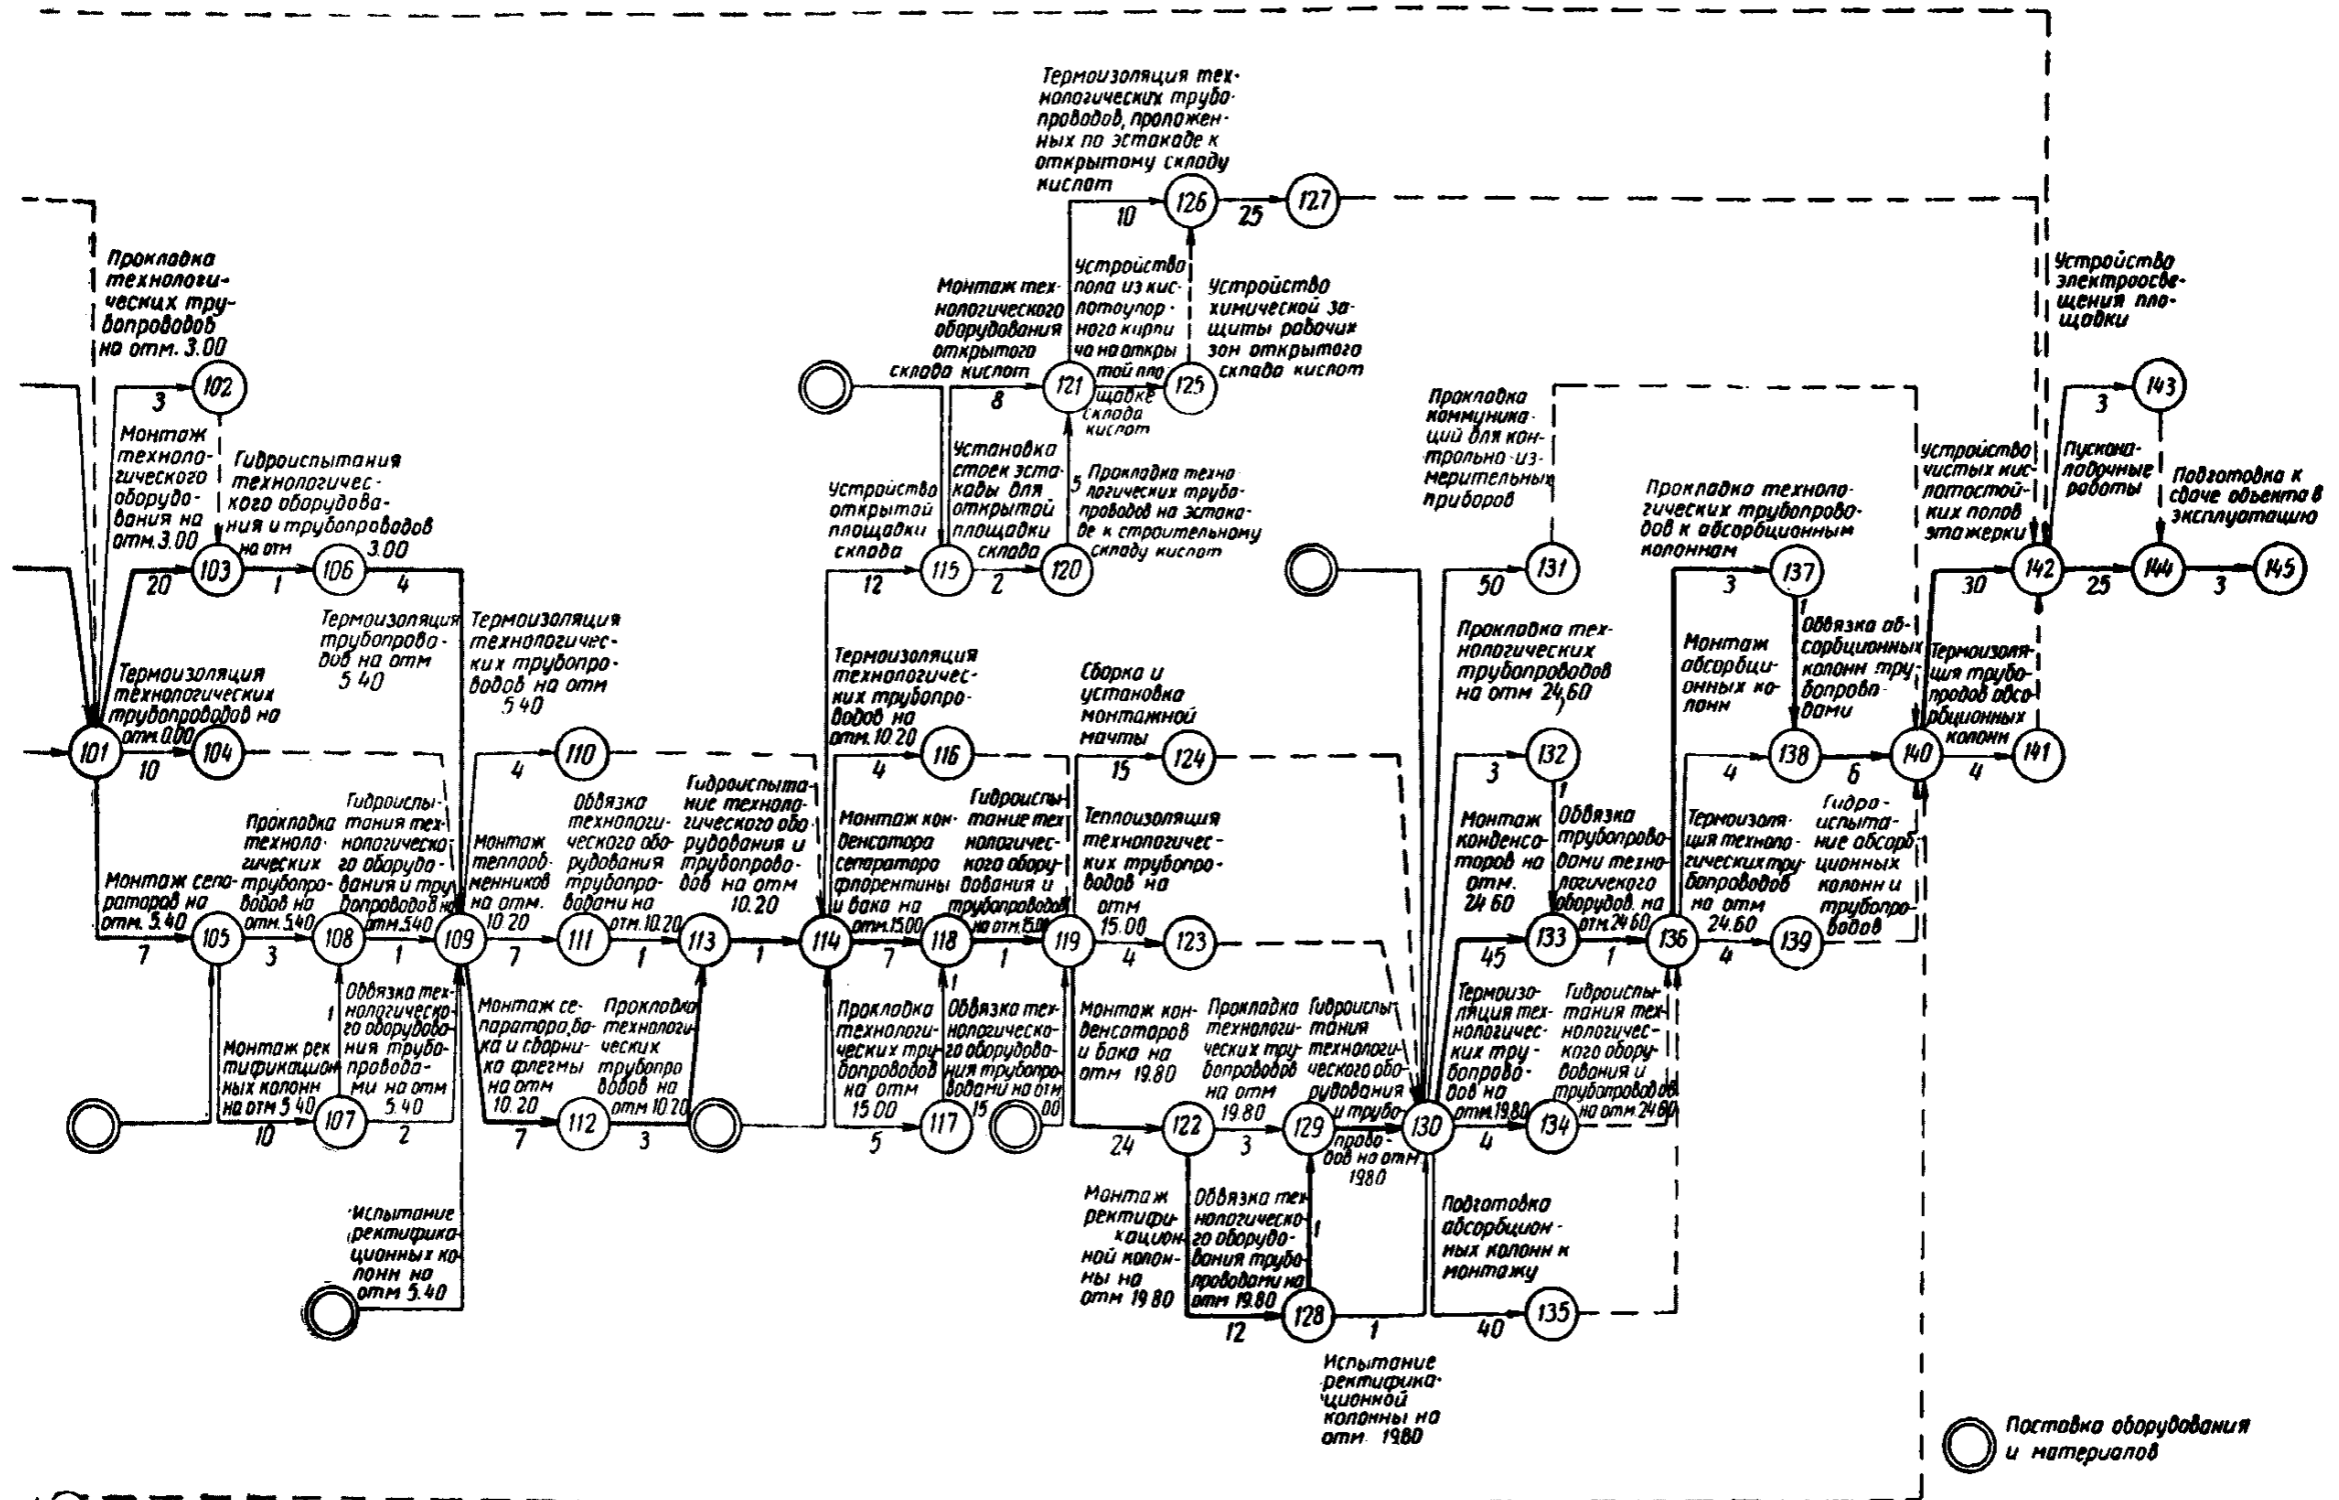 Термоизоляция тех-
нологических трубо-
проводов, проложен-
ных по эстакаде к
открытому складу
кислот
126
127
10
25
Прокладка
технологи-
ческих тру-
бопроводов
на отм. 3.00
102
3
Монтаж
техноло-
гического
оборудо-
вания на
отм. 3.00
Гидроиспытания
технологичес-
кого оборудова-
ния и трубопроводов
на отм
3.00
103
106
20
1
4
Термоизоляция
трубопрово-
дов на отм
5.40
Термоизоляция
технологичес-
ких трубопро-
водов на отм
5.40
Термоизоляция
технологических
трубопроводов на
отм. 0.00
101
104
10
110
4
Монтаж сепа-
раторов на
отм. 5.40
105
7
Прокладка
техноло-
гических
трубопро-
водов на
отм. 5.40
108
3
Гидроиспы-
тания тех-
нологическо-
го оборудо-
вания и тру-
бопроводов на
отм. 5.40
109
1
Монтаж
теплооб-
менников
на отм.
10.20
111
7
Обвязка
технологи-
ческого обо-
рудования
трубопро-
водами на
отм. 10.20
113
1
Гидроиспыта-
ние техноло-
гического обо-
рудования и
трубопрово-
дов на отм
10.20
114
1
Монтаж рек
тификацион
ных колонн
на отм 5.40
107
10
1
Обвязка тех-
нологическо-
го оборудова-
ния трубо-
провода-
ми на отм
5.40
2
Монтаж се-
паратора, ба-
ка и сборни-
ка флегмы
на отм
10.20
112
7
Прокладка
технологи-
ческих
трубопро
водов на
отм 10.20
3
Испытание
ректифика-
ционных ко-
лонн на
отм 5.40
Монтаж тех-
нологического
оборудования
открытого
склада кислот
8
121
Устройство
пола из кис-
лотоупор-
ного кирпи
ча на откры
той пло-
щадке
склада
кислот
125
Устройство
химической за-
щиты рабочих
зон открытого
склада кислот
Устройство
открытой
площадки
склада
12
115
Установка
стоек эста-
кады для
открытой
площадки
склада
2
120
5
Прокладка техно-
логических трубо-
проводов на эстака-
де к строительному
складу кислот
Термоизоляция
технологичес-
ких трубопро-
водов на
отм. 10.20
4
116
Монтаж кон-
денсатора
сепаратора
флорентины
и бака на
отм. 15.00
7
118
Гидроиспы-
тание тех
нологичес-
кого обору-
дования и
трубопроводов
на отм. 15.00
1
119
Прокладка
технологи-
ческих тру-
бопроводов
на отм
15.00
5
117
1
Обвязка тех-
нологическо-
го оборудова-
ния трубопро-
водами на отм
15
00
Сборка и
установка
монтажной
мачты
15
124
Теплоизоляция
технологичес-
ких трубопро-
водов на
отм
15.00
4
123
Монтаж кон-
денсаторов
и бака на
отм 19.80
24
122
Прокладка
технологи-
ческих тру-
бопроводов
на отм
19.80
3
129
Гидроиспы-
тания
технологи-
ческого обо-
рудования
и трубо-
прово-
дов на отм
19.80
130
Монтаж
ректифи-
кацион-
ной колон-
ны на
отм 19.80
12
128
Обвязка тех-
нологическо-
го оборудо-
вания трубо-
проводами на
отм 19.80
1
1
Испытание
ректифика-
ционной
колонны на
отм. 19.80
Прокладка
коммуника-
ций для кон-
трольно-из-
мерительных
приборов
50
131
Прокладка тех-
нологических
трубопроводов
на отм 24,60
3
132
1
Монтаж
конденса-
торов на
отм.
24.60
45
133
Обвязка
трубопрово-
дами техно-
логического
оборудов. на
отм. 24.60
1
136
Термоизо-
ляция тех-
нологичес-
ких тру-
бопрово-
дов на
отм. 19.80
4
134
Гидроиспы-
тания тех-
нологичес-
кого обору-
дования и
трубопроводов
на отм. 24.60
Подготовка
абсорбцион-
ных колонн к
монтажу
40
135
Прокладка техноло-
гических трубопрово-
дов к абсорбционным
колоннам
3
137
1
Монтаж
абсорбци-
онных ко-
лонн
4
138
Обвязка аб-
сорбционных
колонн тру-
бопрово-
дами
6
140
Термоизоля-
ция техноло-
гических тру-
бопроводов
на отм
24.60
4
139
Гидро-
испыта-
ние абсорб-
ционных
колонн и
трубопро-
водов
Устройство
чистых кис-
лотостой-
ких полов
этажерки
30
142
Термоизоля-
ция трубо-
продов абсо-
рбционных
колонн
4
141
Устройство
электроосве-
щения пло-
щадки
3
143
Пускона-
ладочные
работы
25
144
Подготовка к
сдаче объекта в
эксплуатацию
3
145
Поставка оборудования
и материалов